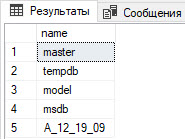 Результаты Сообщения
name
1 master
2 tempdb
3 model
4 msdb
5 A_12_19_09